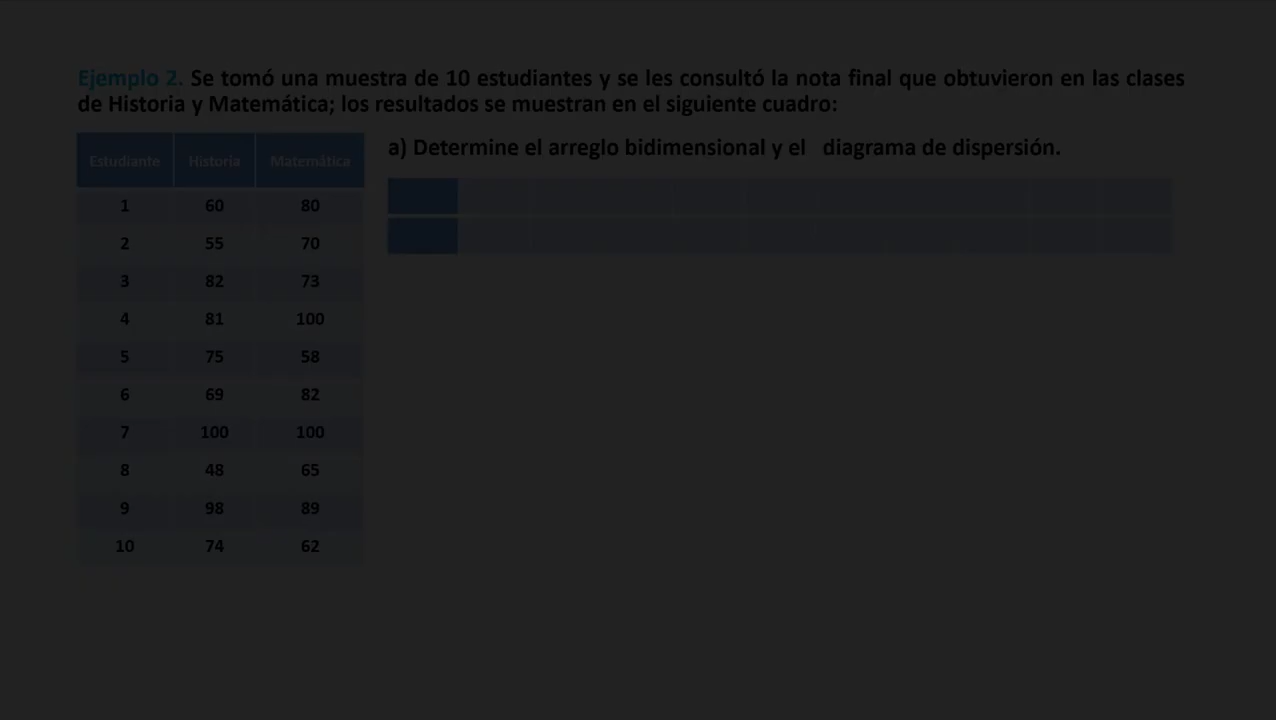 Ejemplo 2. Se tomó una muestra de 10 estudiantes y se les consultó la nota final que obtuvieron en las clases
de Historia y Matemática; los resultados se muestran en el siguiente cuadro:
a) Determine el arreglo bidimensional y el diagrama de dispersión.
Estudiante Historia Matemática
1 60 80
2 55 70
3 82 73
4 81 100
5 75 58
6 69 82
7 100 100
8 48 65
9 98 89
10 74 62